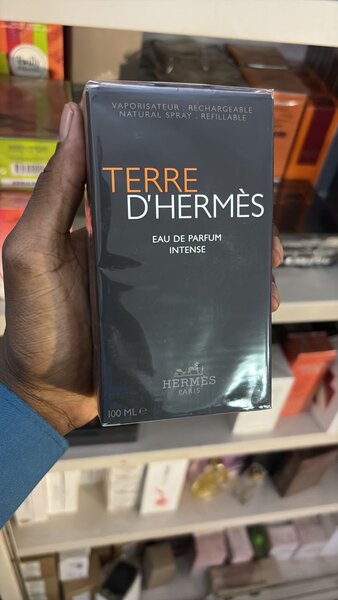 VAPORISATEUR . RECHARGEABLE
NATURAL SPRAY . REFILLABLE
TERRE
D'HERMÈS
EAU DE PARFUM
INTENSE
HERMÈS
PARIS
100 ML ℮